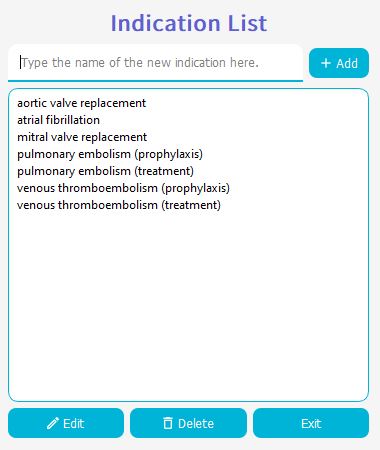 Indication List
Type the name of the new indication here.
+ Add
aortic valve replacement
atrial fibrillation
mitral valve replacement
pulmonary embolism (prophylaxis)
pulmonary embolism (treatment)
venous thromboembolism (prophylaxis)
venous thromboembolism (treatment)
Edit
Delete
Exit